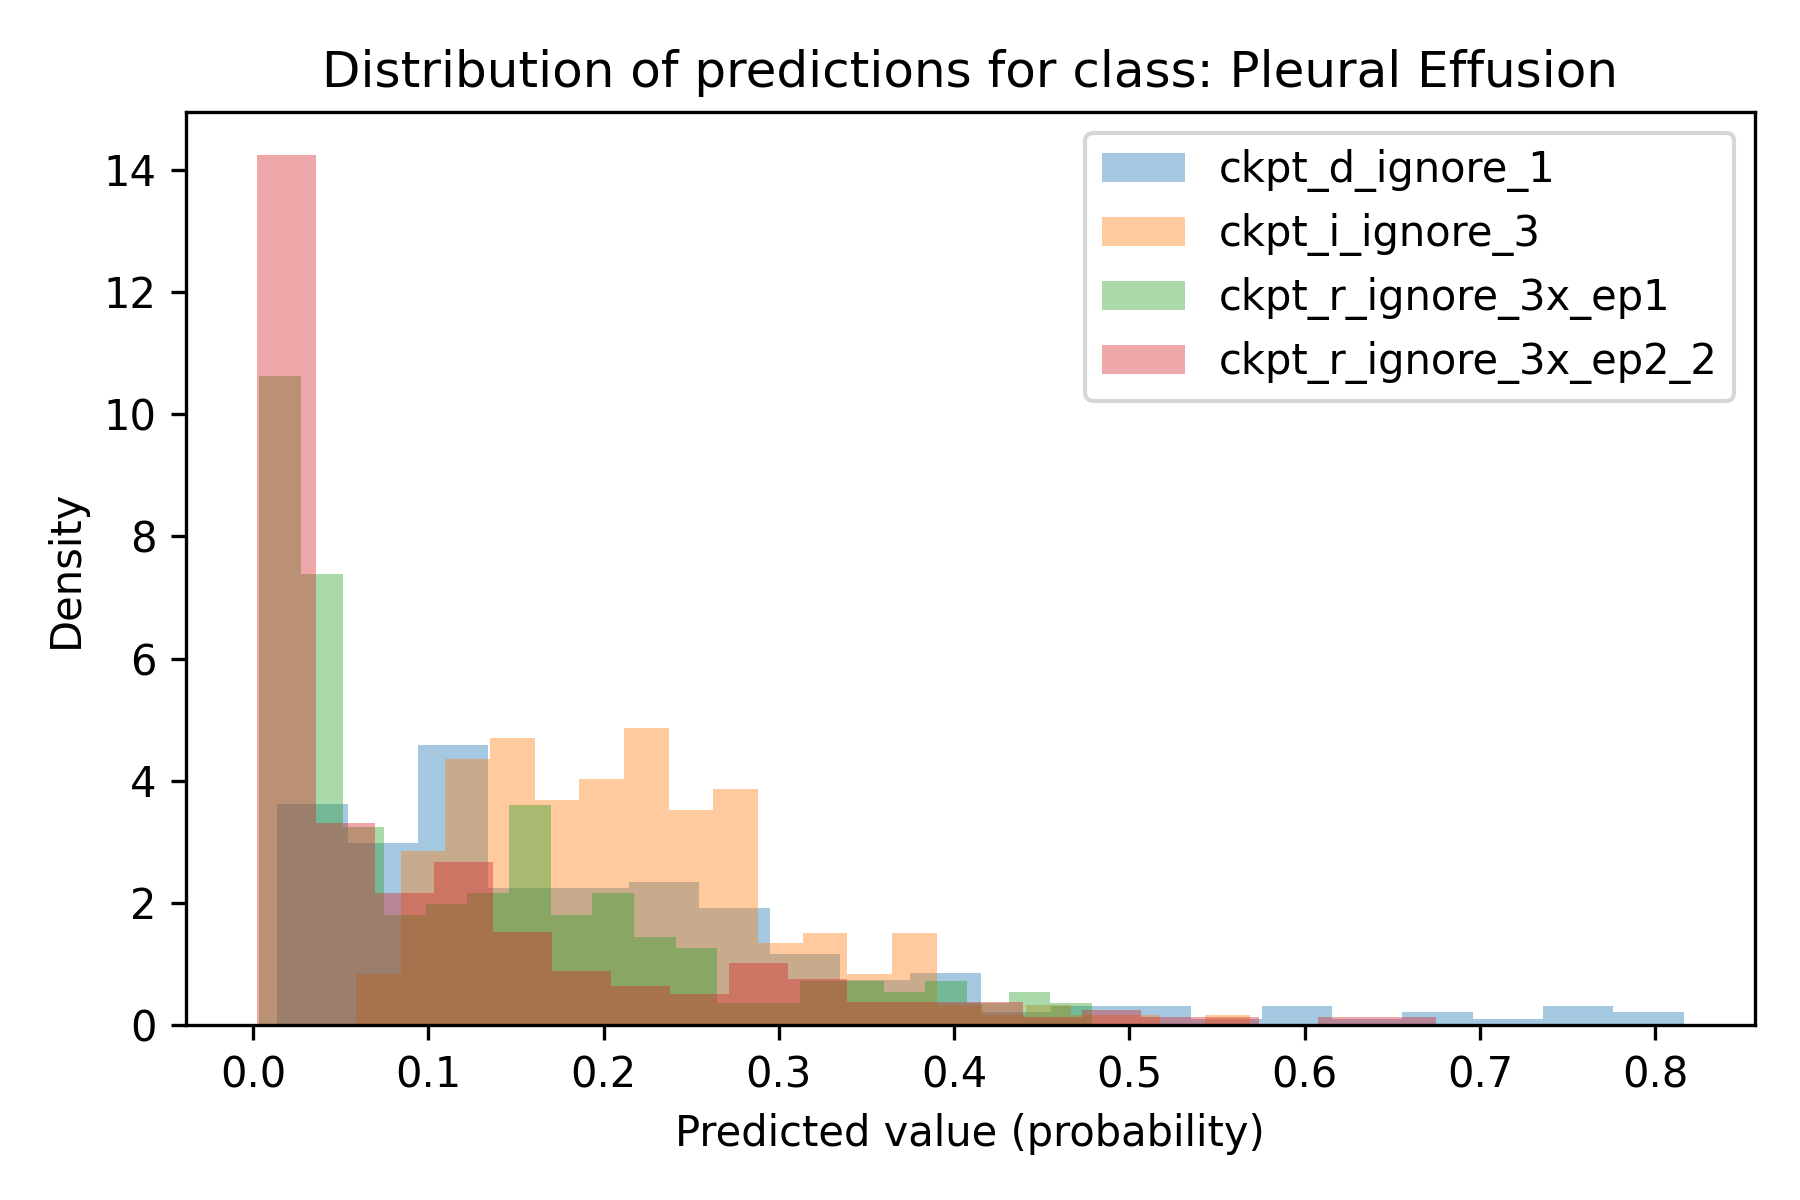 Distribution of predictions for class: Pleural Effusion
ckpt_d_ignore_1
ckpt_i_ignore_3
ckpt_r_ignore_3x_ep1
ckpt_r_ignore_3x_ep2_2
Density
14
12
10
8
6
4
2
0
0.0 0.1 0.2 0.3 0.4 0.5 0.6 0.7 0.8
Predicted value (probability)